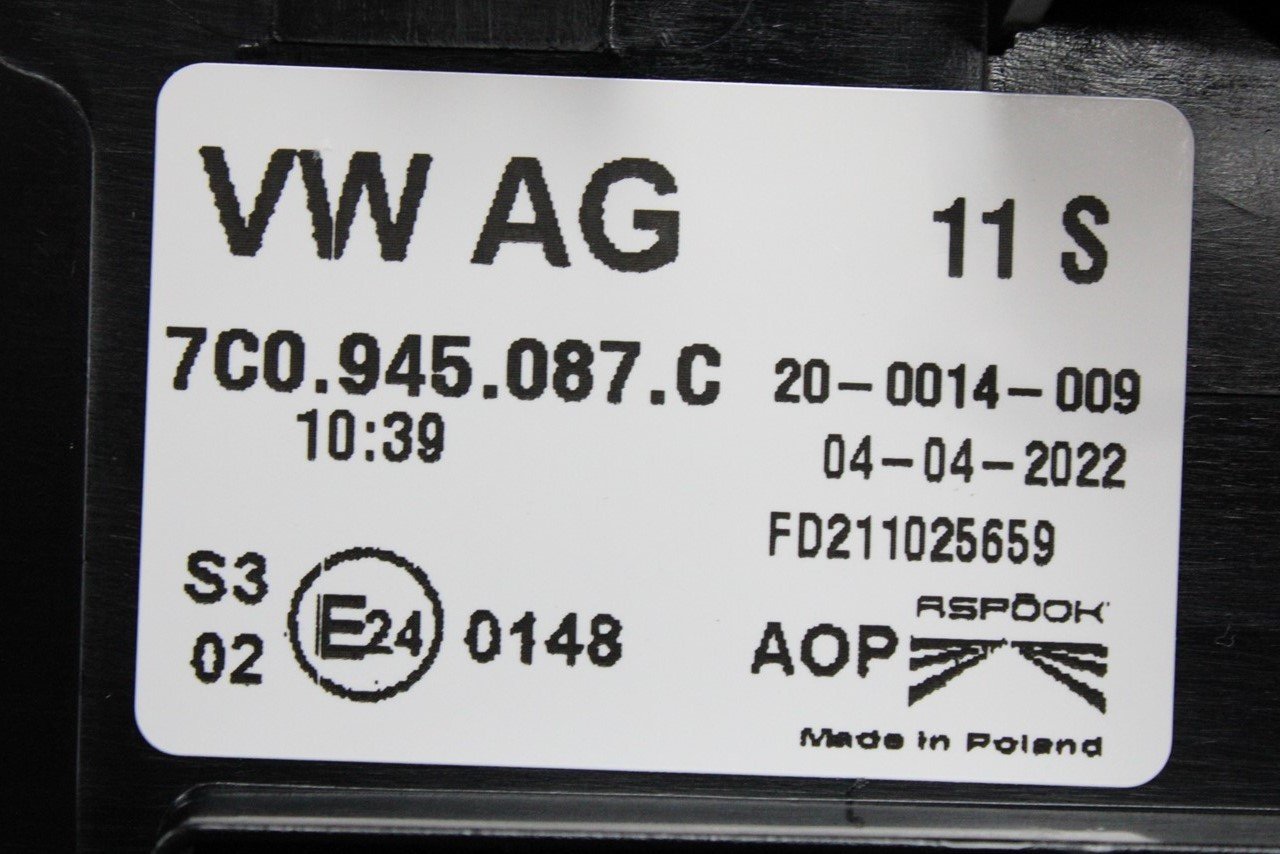 VW AG 11 S
7C0.945.087.C 20-0014-009
10:39 04-04-2022
FD211025659
S3
02 E24 0148
ASPÖCK
AOP
Made in Poland